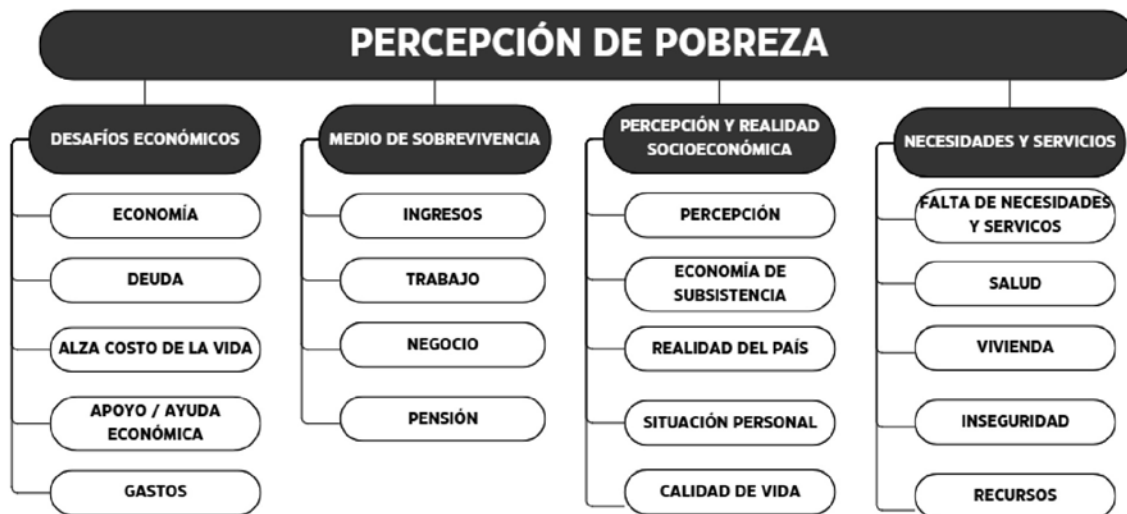 PERCEPCIÓN DE POBREZA
DESAFÍOS ECONÓMICOS
ECONOMÍA
DEUDA
ALZA COSTO DE LA VIDA
APOYO / AYUDA
ECONÓMICA
GASTOS
MEDIO DE SOBREVIVENCIA
INGRESOS
TRABAJO
NEGOCIO
PENSIÓN
PERCEPCIÓN Y REALIDAD
SOCIOECONÓMICA
PERCEPCIÓN
ECONOMÍA DE
SUBSISTENCIA
REALIDAD DEL PAÍS
SITUACIÓN PERSONAL
CALIDAD DE VIDA
NECESIDADES Y SERVICIOS
FALTA DE NECESIDADES
Y SERVICOS
SALUD
VIVIENDA
INSEGURIDAD
RECURSOS